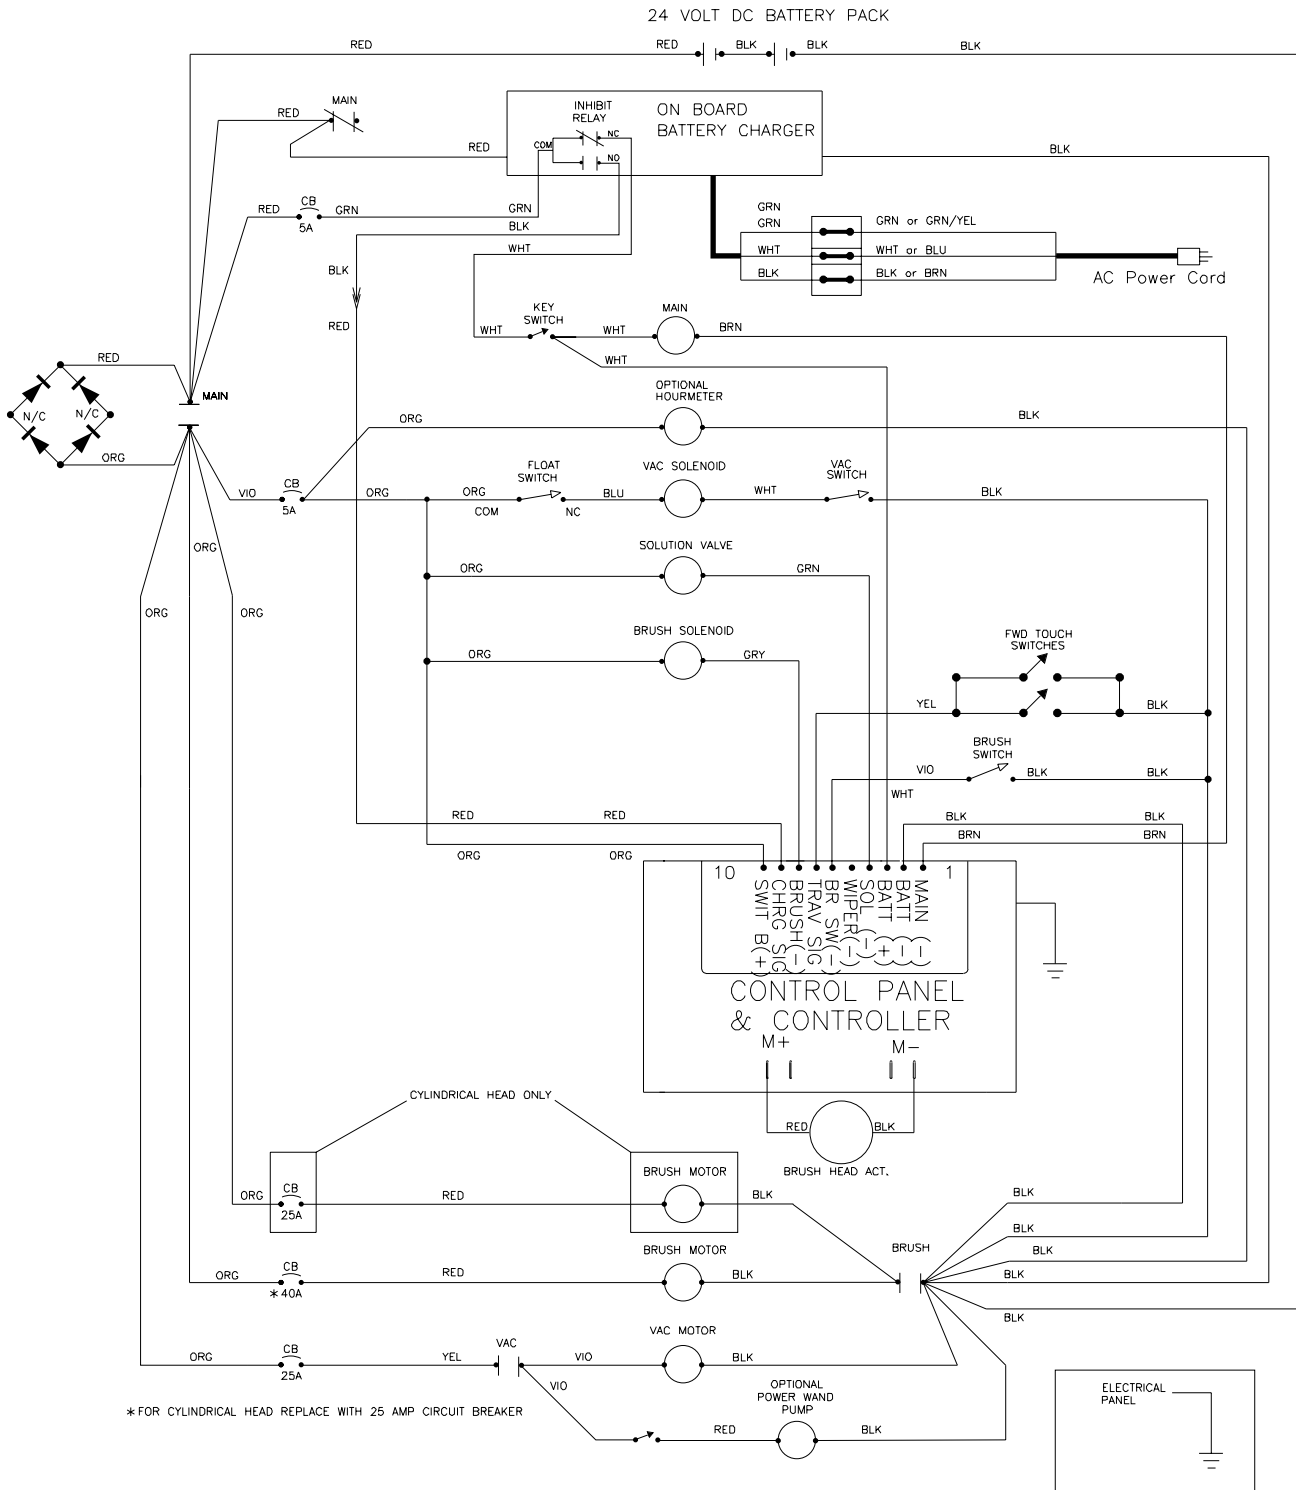 24 VOLT DC BATTERY PACK
RED
RED
BLK
BLK
BLK
MAIN
RED
RED
INHIBIT
RELAY
NC
COM
NO
ON BOARD
BATTERY CHARGER
BLK
RED
CB
5A
GRN
GRN
BLK
WHT
GRN
GRN
GRN or GRN/YEL
WHT
WHT or BLU
BLK
BLK or BRN
AC Power Cord
BLK
RED
KEY
SWITCH
WHT
WHT
MAIN
BRN
WHT
RED
N/C
N/C
ORG
MAIN
OPTIONAL
HOURMETER
ORG
BLK
VIO
CB
5A
ORG
ORG
COM
FLOAT
SWITCH
NC
BLU
VAC SOLENOID
WHT
VAC
SWITCH
BLK
ORG
SOLUTION VALVE
ORG
GRN
ORG
ORG
BRUSH SOLENOID
ORG
GRY
FWD TOUCH
SWITCHES
YEL
BLK
BRUSH
SWITCH
VIO
BLK
BLK
WHT
RED
RED
BLK
BLK
BRN
BRN
ORG
ORG
10
1
SWIT B(+)
CHRG SIG
BRUSH(-)
TRAV SIG
BR SW(-)
WIPER(-)
SOL (-)
BATT (+)
BATT (-)
MAIN (-)
CONTROL PANEL
& CONTROLLER
M+
M-
RED
BLK
BRUSH HEAD ACT.
CYLINDRICAL HEAD ONLY
ORG
CB
25A
RED
BRUSH MOTOR
BLK
BLK
BLK
BLK
BLK
BLK
BRUSH
ORG
CB
*40A
RED
BRUSH MOTOR
BLK
ORG
CB
25A
YEL
VAC
VIO
VIO
VAC MOTOR
BLK
OPTIONAL
POWER WAND
PUMP
RED
BLK
*FOR CYLINDRICAL HEAD REPLACE WITH 25 AMP CIRCUIT BREAKER
ELECTRICAL
PANEL